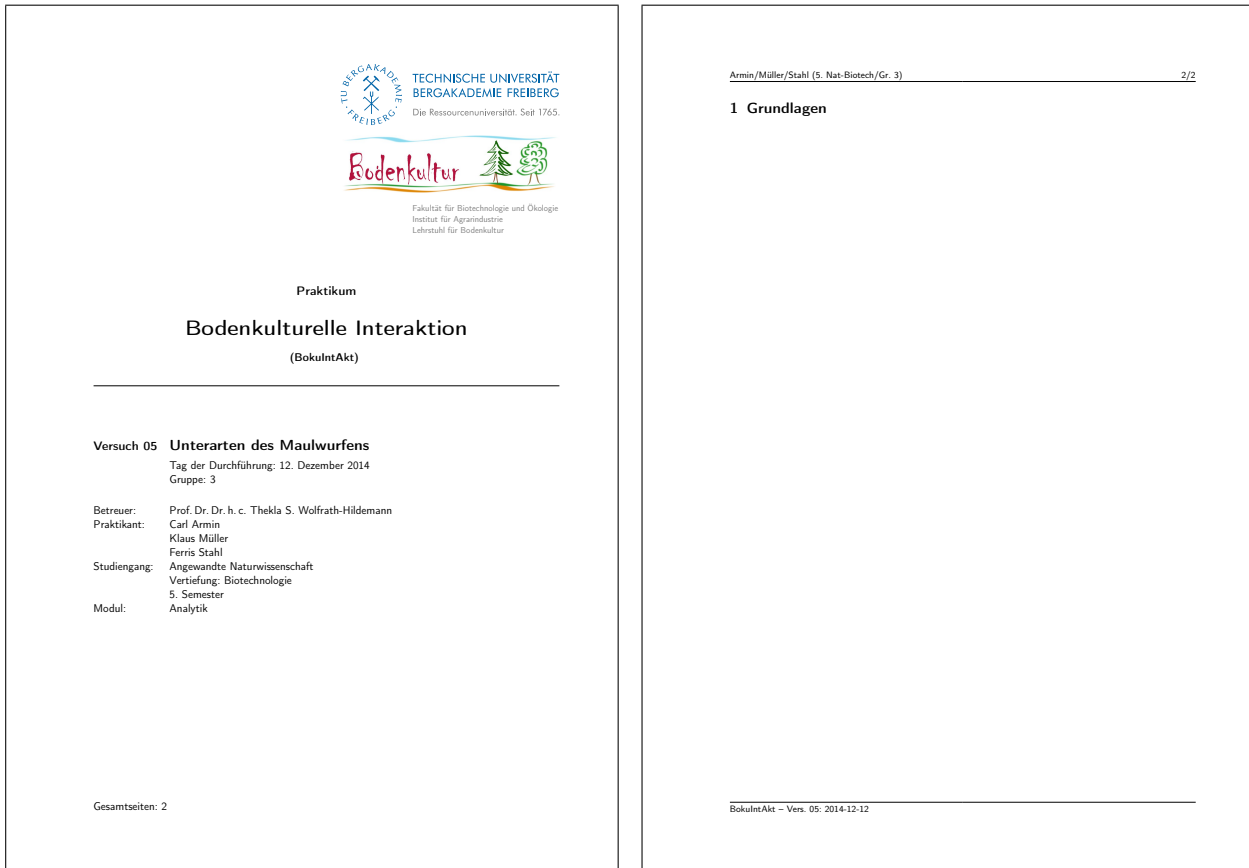 TU BERGAKADEMIE
· FREIBERG ·
TECHNISCHE UNIVERSITÄT
BERGAKADEMIE FREIBERG
Die Ressourcenuniversität. Seit 1765.
Bodenkultur
Fakultät für Biotechnologie und Ökologie
Institut für Agrarindustrie
Lehrstuhl für Bodenkultur
Praktikum
Bodenkulturelle Interaktion
(BokuIntAkt)
Versuch 05 Unterarten des Maulwurfens
Tag der Durchführung: 12. Dezember 2014
Gruppe: 3
Betreuer: Prof. Dr. Dr. h. c. Thekla S. Wolfrath-Hildemann
Praktikant: Carl Armin
Klaus Müller
Ferris Stahl
Studiengang: Angewandte Naturwissenschaft
Vertiefung: Biotechnologie
5. Semester
Modul: Analytik
Gesamtseiten: 2
Armin/Müller/Stahl (5. Nat-Biotech/Gr. 3) 2/2
1 Grundlagen
BokuIntAkt – Vers. 05: 2014-12-12